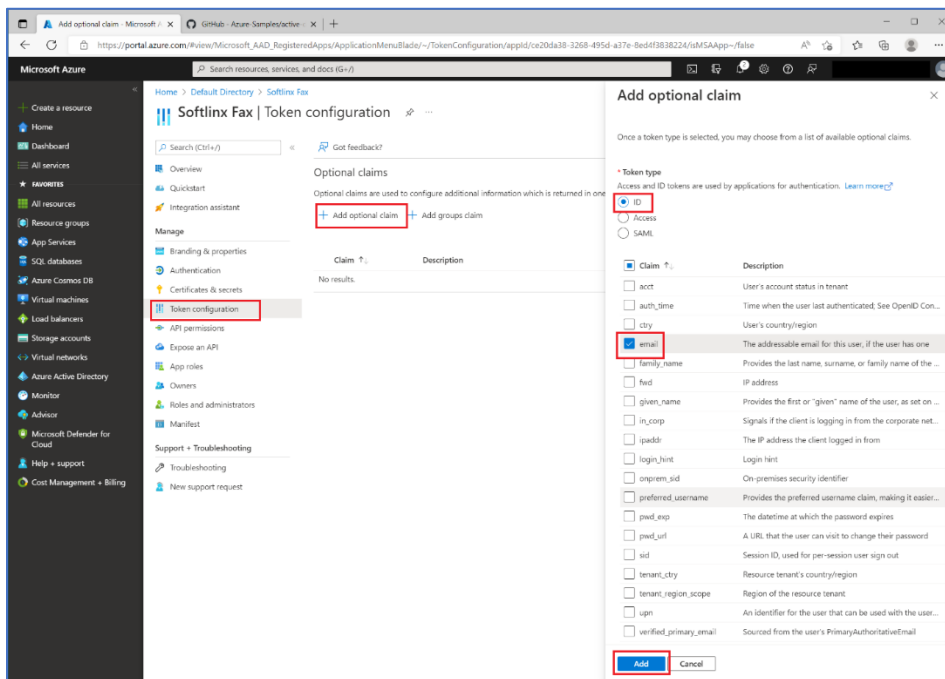 Add optional claim - Microsoft A
GitHub - Azure-Samples/active-c
https://portal.azure.com/#view/Microsoft_AAD_RegisteredApps/ApplicationMenuBlade/~/TokenConfiguration/appId/ce20da38-3268-495d-a37e-8ed4f3838224/isMSAApp~/false
Microsoft Azure
Search resources, services, and docs (G+/)
2
Create a resource
Home
Dashboard
All services
FAVORITES
All resources
Resource groups
App Services
SQL databases
Azure Cosmos DB
Virtual machines
Load balancers
Storage accounts
Virtual networks
Azure Active Directory
Monitor
Advisor
Microsoft Defender for
Cloud
Help + support
Cost Management + Billing
Home > Default Directory > Softlinx Fax
Softlinx Fax | Token configuration
Search (Ctrl+/)
Overview
Quickstart
Integration assistant
Manage
Branding & properties
Authentication
Certificates & secrets
Token configuration
API permissions
Expose an API
App roles
Owners
Roles and administrators
Manifest
Support + Troubleshooting
Troubleshooting
New support request
Got feedback?
Optional claims
Optional claims are used to configure additional information which is returned in one
Add optional claim
Add groups claim
Claim ↑↓ Description
No results.
Add optional claim
Once a token type is selected, you may choose from a list of available optional claims.
* Token type
Access and ID tokens are used by applications for authentication. Learn more
ID
Access
SAML
Claim ↑↓ Description
acct User's account status in tenant
auth_time Time when the user last authenticated; See OpenID Con...
ctry User's country/region
email The addressable email for this user, if the user has one
family_name Provides the last name, surname, or family name of the ...
fwd IP address
given_name Provides the first or "given" name of the user, as set on ...
in_corp Signals if the client is logging in from the corporate net...
ipaddr The IP address the client logged in from
login_hint Login hint
onprem_sid On-premises security identifier
preferred_username Provides the preferred username claim, making it easier...
pwd_exp The datetime at which the password expires
pwd_url A URL that the user can visit to change their password
sid Session ID, used for per-session user sign out
tenant_ctry Resource tenant's country/region
tenant_region_scope Region of the resource tenant
upn An identifier for the user that can be used with the user...
verified_primary_email Sourced from the user's PrimaryAuthoritativeEmail
Add Cancel